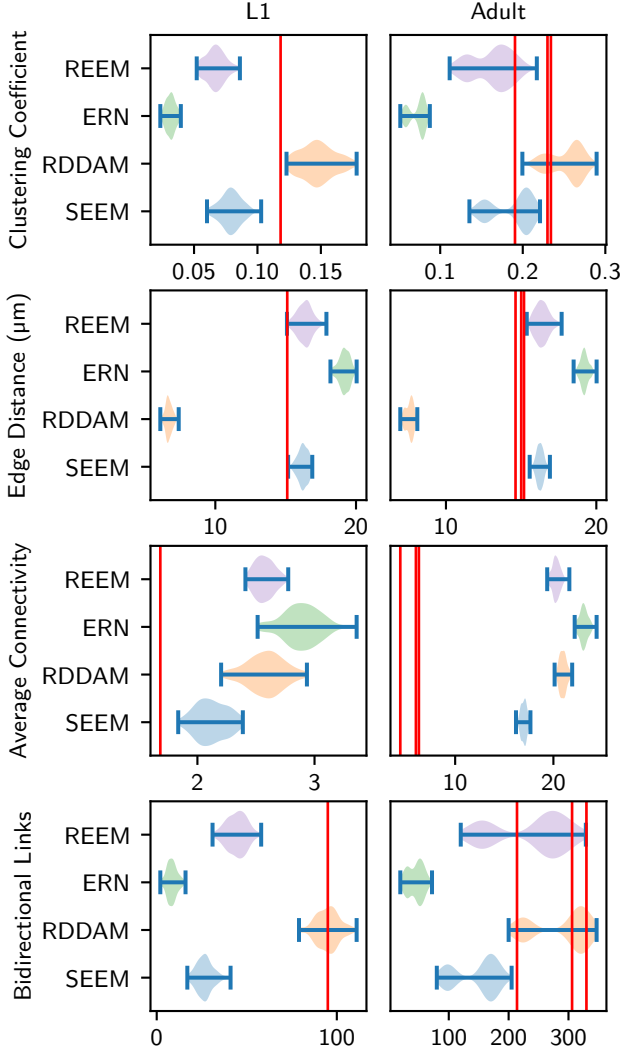 L1 Adult
Clustering Coefficient
REEM
ERN
RDDAM
SEEM
0.05 0.10 0.15 0.1 0.2 0.3
Edge Distance (μm)
REEM
ERN
RDDAM
SEEM
10 20 10 20
Average Connectivity
REEM
ERN
RDDAM
SEEM
2 3 10 20
Bidirectional Links
REEM
ERN
RDDAM
SEEM
0 100 100 200 300